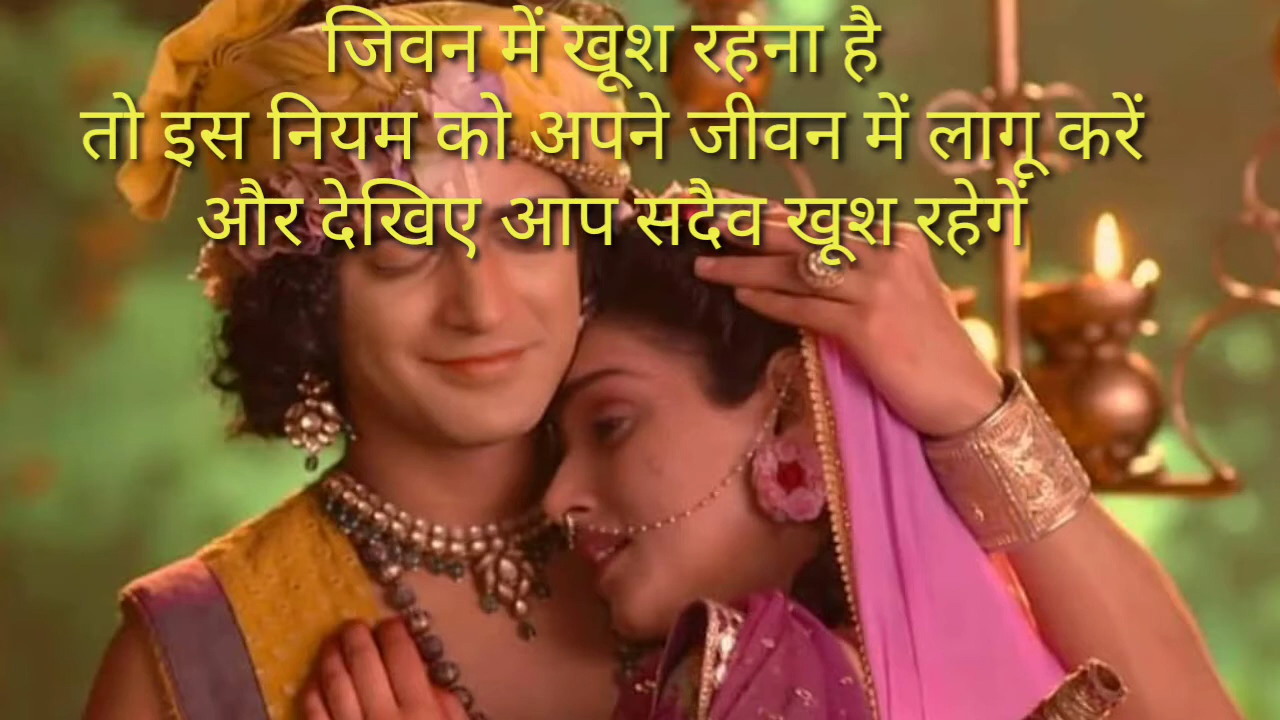 जिवन में खूश रहना है
तो इस नियम को अपने जीवन में लागू करें
और देखिए आप सदैव खूश रहेगें